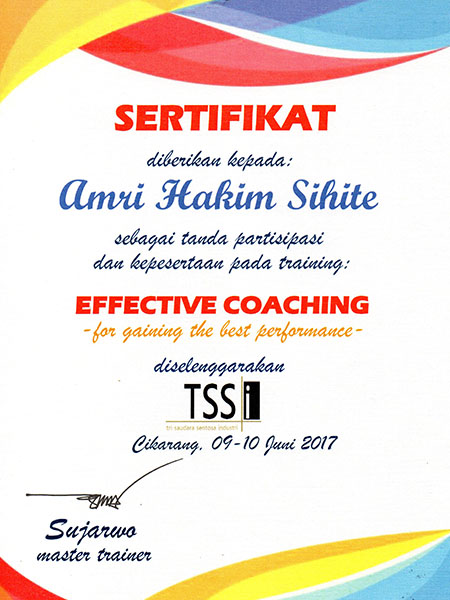 SERTIFIKAT
diberikan kepada:
Amri Hakim Sihite
sebagai tanda partisipasi
dan kepesertaan pada training:
EFFECTIVE COACHING
-for gaining the best performance-
diselenggarakan
TSSi
tri saudara sentosa industri
Cikarang, 09-10 Juni 2017
Sujarwo
master trainer